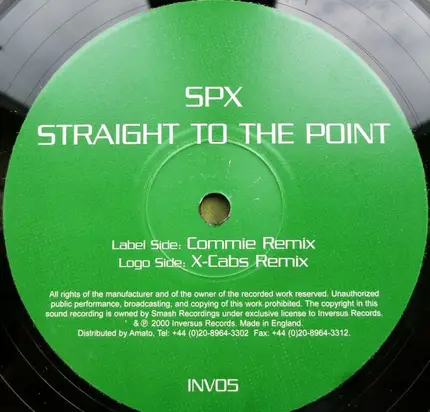 SPX
STRAIGHT TO THE POINT
Label Side: Commie Remix
Logo Side: X-Cabs Remix
All rights of the manufacturer and of the owner of the recorded work reserved. Unauthorized
public performance, broadcasting, and copying of this work prohibited. The copyright in this
sound recording is owned by Smash Recordings under exclusive license to Inversus Records.
& ℗ 2000 Inversus Records. Made in England.
Distributed by Amato, Tel: +44 (0)20-8964-3302 Fax: +44 (0)20-8964-3312.
INV05